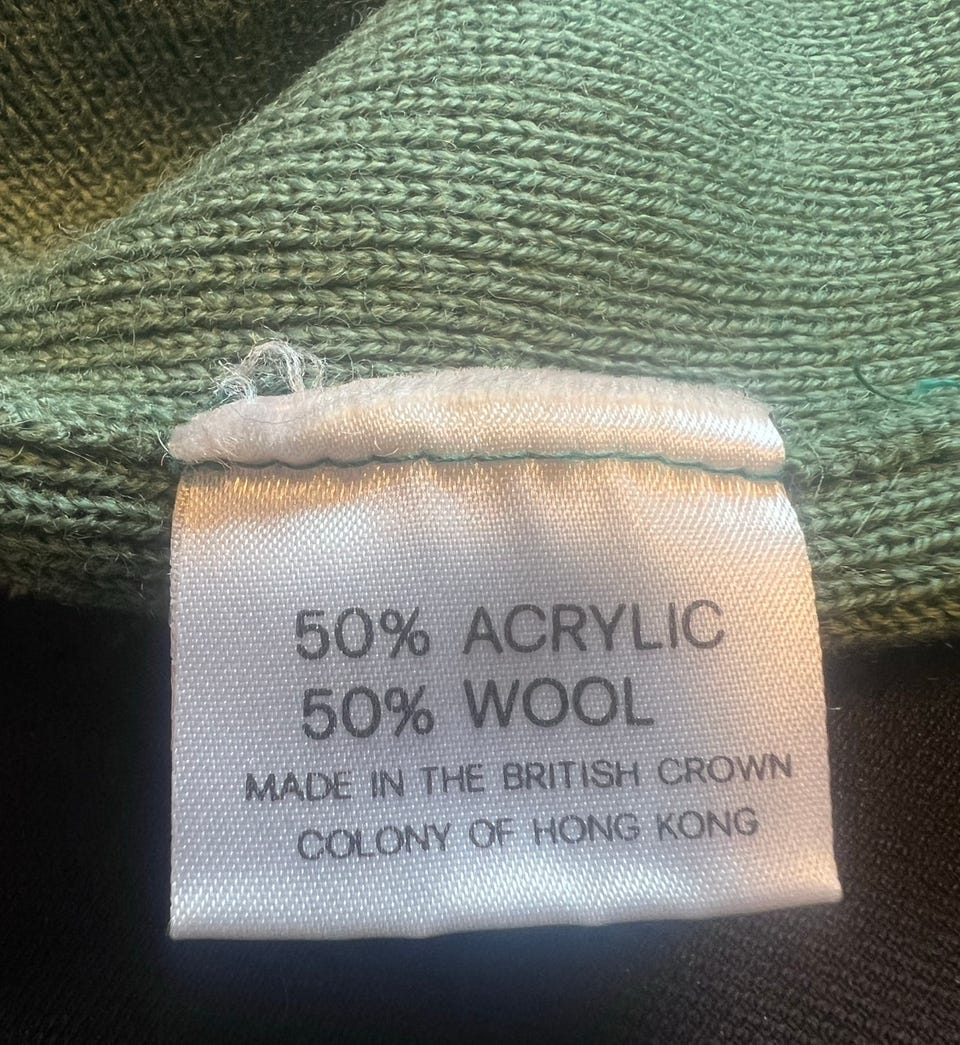 50% ACRYLIC
50% WOOL
MADE IN THE BRITISH CROWN
COLONY OF HONG KONG